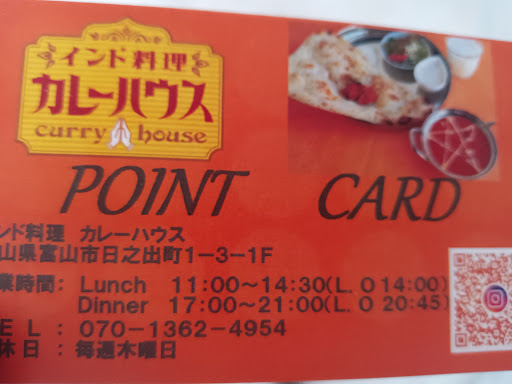 インド料理
カレーハウス
curry house
POINT CARD
ンド料理 カレーハウス
山県富山市日之出町1-3-1F
業時間: Lunch 11:00~14:30(L. O 14:00)
Dinner 17:00~21:00(L. O 20:45)
E L : 070-1362-4954
休日 : 毎週木曜日